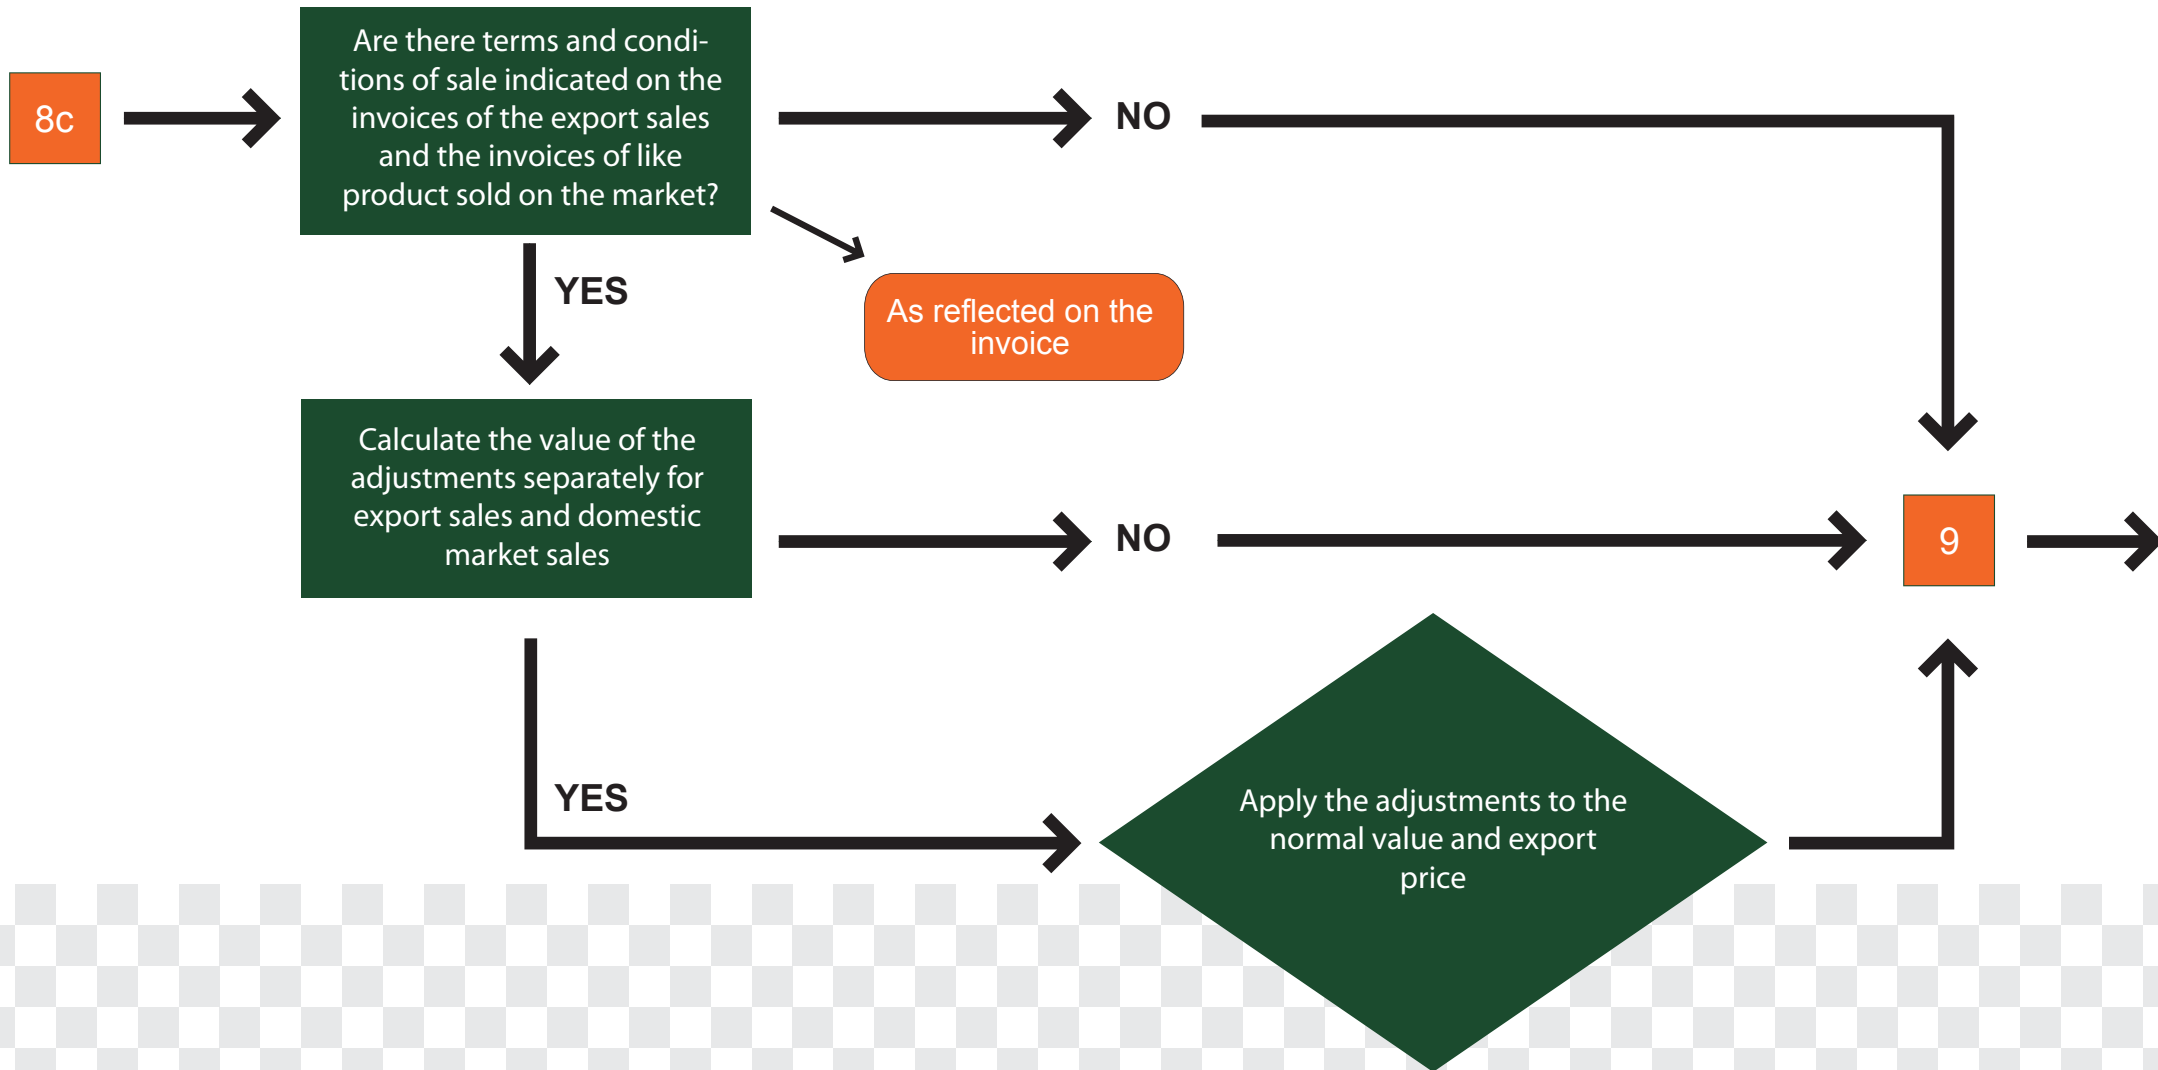 8c
Are there terms and condi-
tions of sale indicated on the
invoices of the export sales
and the invoices of like
product sold on the market?
NO
YES
As reflected on the
invoice
Calculate the value of the
adjustments separately for
export sales and domestic
market sales
NO
9
YES
Apply the adjustments to the
normal value and export
price